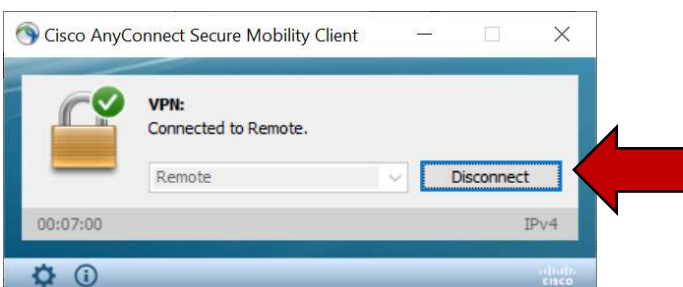 Cisco AnyConnect Secure Mobility Client
VPN:
Connected to Remote.
Remote
Disconnect
00:07:00
IPv4
CISCO